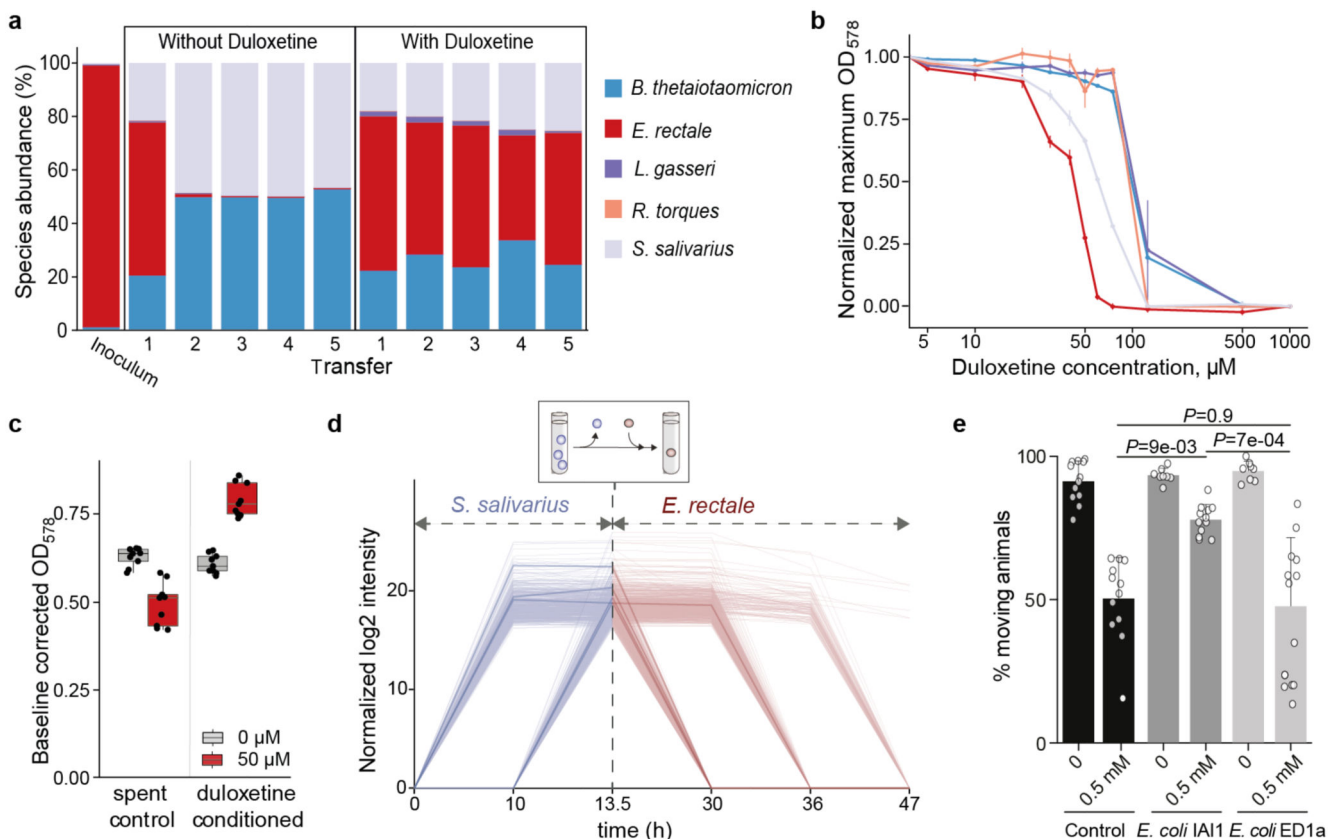 a
Without Duloxetine
With Duloxetine
Species abundance (%)
100
80
60
40
20
0
Inoculum
1 2 3 4 5 1 2 3 4 5
Transfer
B. thetaiotaomicron
E. rectale
L. gasseri
R. torques
S. salivarius
b
Normalized maximum OD578
1.00
0.75
0.50
0.25
0.00
5 10 50 100 500 1000
Duloxetine concentration, µM
c
Baseline corrected OD578
0.75
0.50
0.25
0.00
0 µM
50 µM
spent
control
duloxetine
conditioned
d
S. salivarius
E. rectale
Normalized log2 intensity
20
10
0
0 10 13.5 30 36 47
time (h)
e
P=0.9
P=9e-03 P=7e-04
% moving animals
100
50
0
0 0.5 mM 0 0.5 mM 0 0.5 mM
Control E. coli IAI1 E. coli ED1a